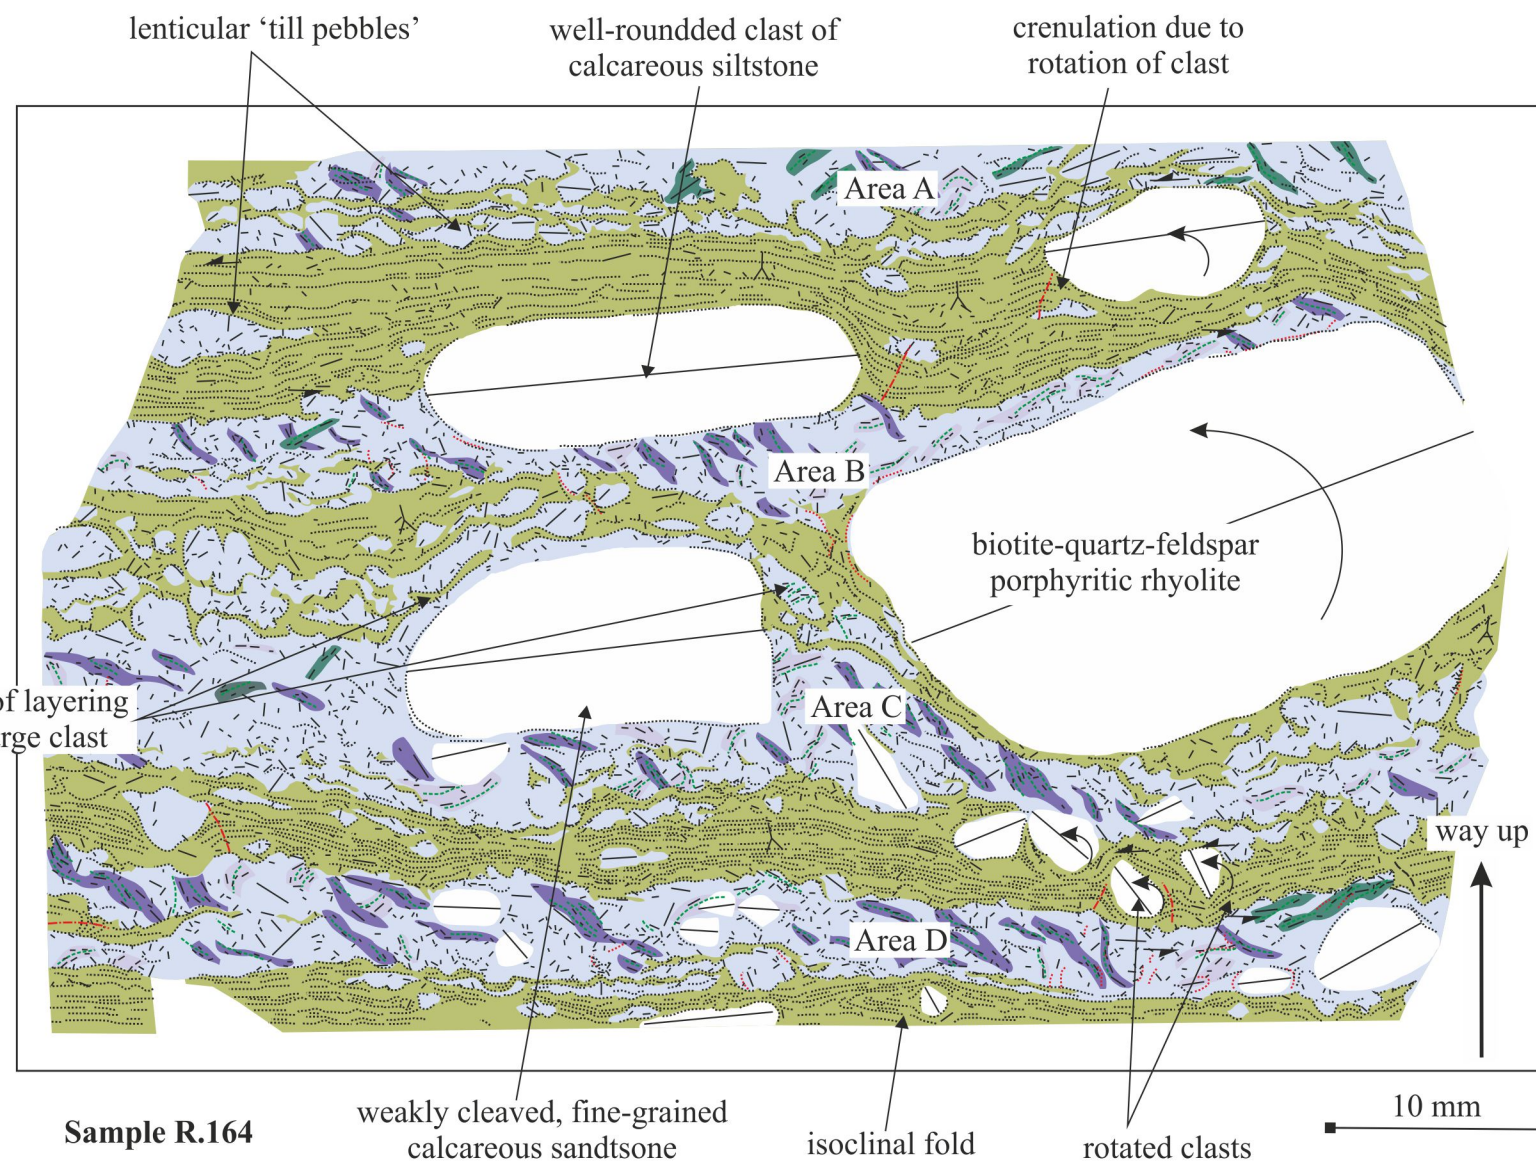 lenticular ‘till pebbles’
well-roundded clast of
calcareous siltstone
crenulation due to
rotation of clast
Area A
Area B
biotite-quartz-feldspar
porphyritic rhyolite
of layering
rge clast
Area C
way up
Area D
Sample R.164
weakly cleaved, fine-grained
calcareous sandtsone
isoclinal fold
rotated clasts
10 mm